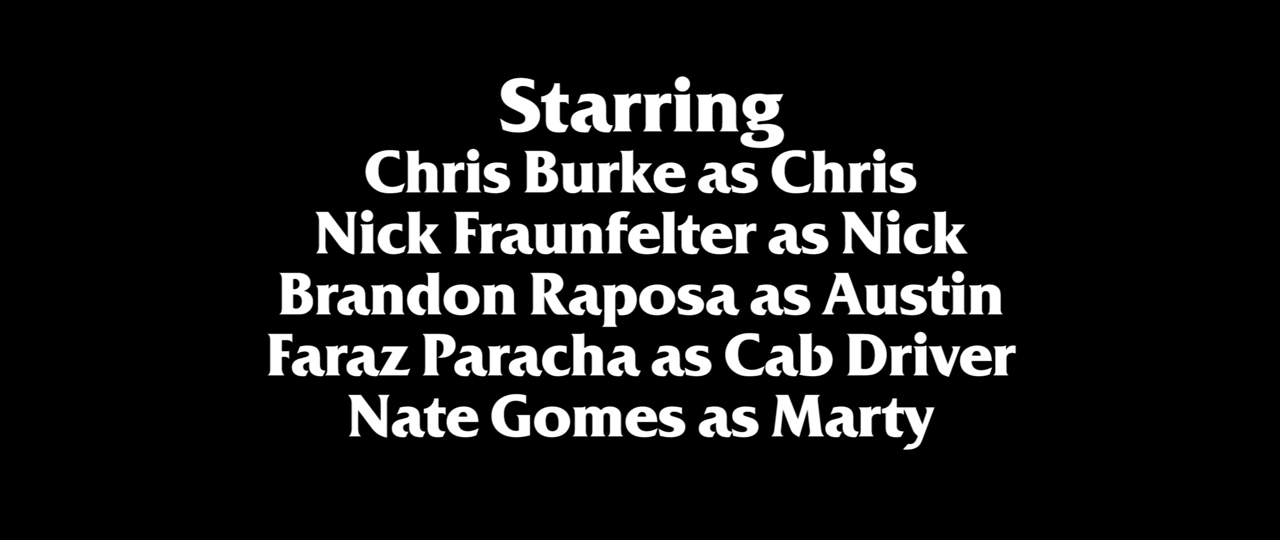 Starring
Chris Burke as Chris
Nick Fraunfelter as Nick
Brandon Raposa as Austin
Faraz Paracha as Cab Driver
Nate Gomes as Marty